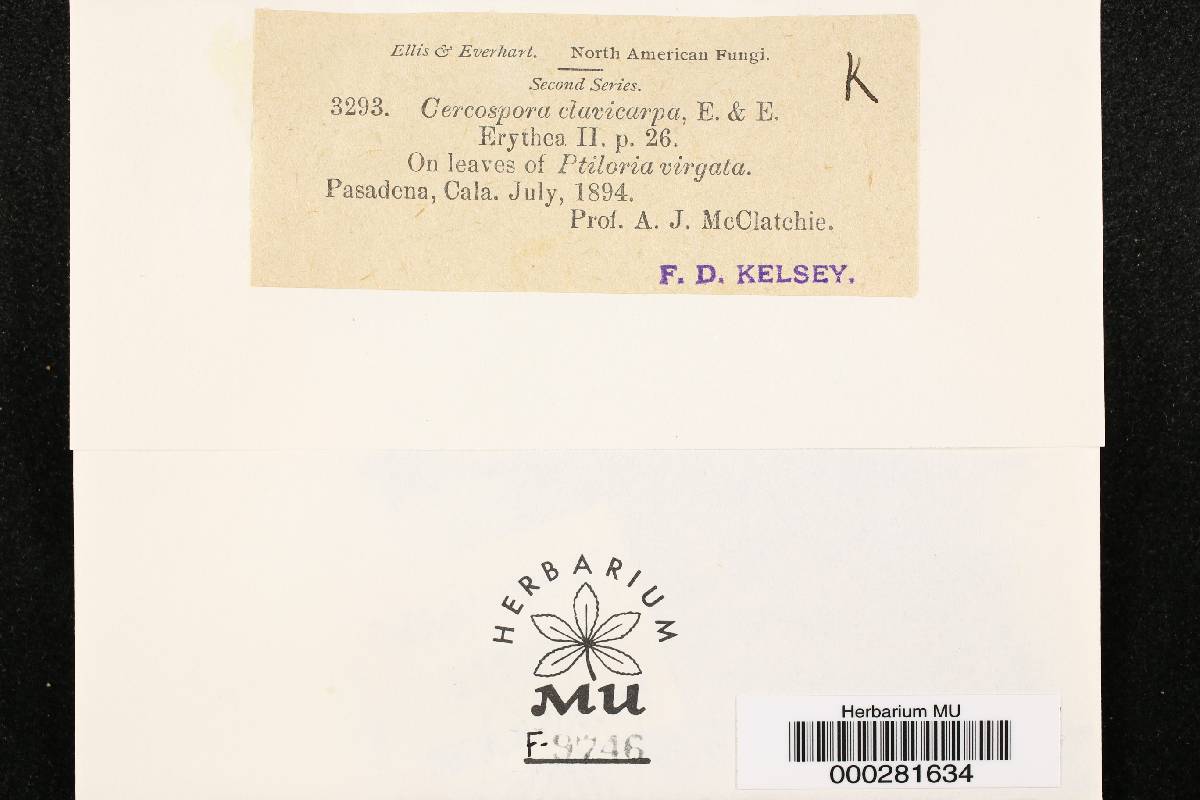 Ellis & Everhart. North American Fungi.
K
Second Series.
3293. Cercospora clavicarpa, E. & E.
Erythea II. p. 26.
On leaves of Ptiloria virgata.
Pasadena, Cala. July, 1894.
Prof. A. J. McClatchie.
F. D. KELSEY.
HERBARIUM
MU
F-9746
Herbarium MU
000281634